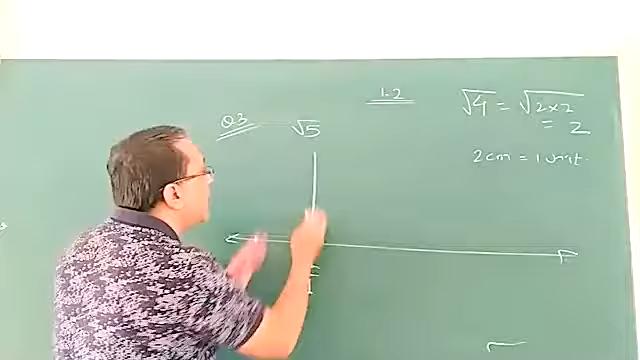 1.2
Q3 √5
√4 = √2×2
= 2
2cm = 1 unit.